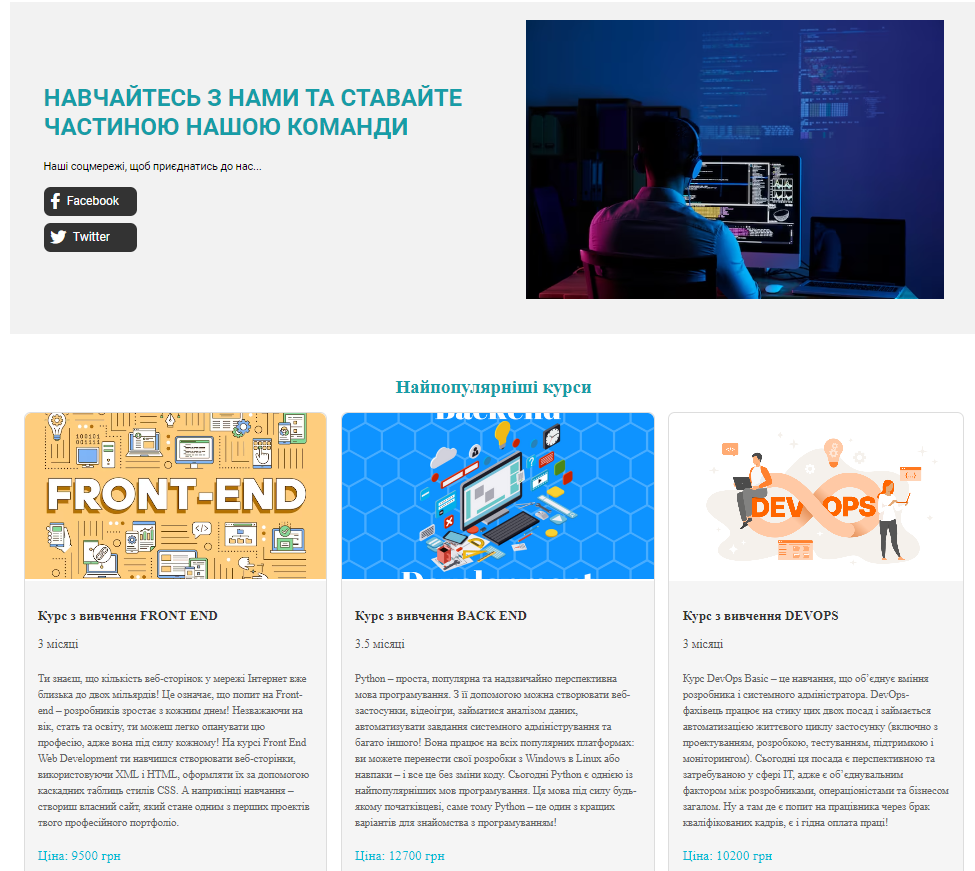 НАВЧАЙТЕСЬ З НАМИ ТА СТАВАЙТЕ
ЧАСТИНОЮ НАШОЮ КОМАНДИ
Наші соцмережі, щоб приєднатись до нас...
Facebook
Twitter
Найпопулярніші курси
FRONT-END
Backend
DEVOPS
Курс з вивчення FRONT END
3 місяці
Ти знаєш, що кількість веб-сторінок у мережі Інтернет вже
близька до двох мільярдів! Це означає, що попит на Front-
end – розробників зростає з кожним днем! Незважаючи на
вік, стать та освіту, ти можеш легко опанувати цю
професію, адже вона під силу кожному! На курсі Front End
Web Development ти навчишся створювати веб-сторінки,
використовуючи XML і HTML, оформляти їх за допомогою
каскадних таблиць стилів CSS. А наприкінці навчання –
створиш власний сайт, який стане одним з перших проектів
твого професійного портфоліо.
Ціна: 9500 грн
Курс з вивчення BACK END
3.5 місяці
Python – проста, популярна та надзвичайно перспективна
мова програмування. З її допомогою можна створювати веб-
застосунки, відеоігри, займатися аналізом даних,
автоматизувати завдання системного адміністрування та
багато іншого! Вона працює на всіх популярних платформах:
ви можете перенести свої розробки з Windows в Linux або
навпаки – і все це без зміни коду. Сьогодні Python є однією із
найпопулярніших мов програмування. Ця мова під силу будь-
якому початківцеві, саме тому Python – це один з кращих
варіантів для знайомства з програмуванням!
Ціна: 12700 грн
Курс з вивчення DEVOPS
3 місяці
Курс DevOps Basic – це навчання, що об’єднує вміння
розробника і системного адміністратора. DevOps-
фахівець працює на стику цих двох посад і займається
автоматизацією життєвого циклу застосунку (включно з
проектуванням, розробкою, тестуванням, підтримкою і
моніторингом). Сьогодні ця посада є перспективною та
затребуваною у сфері IT, адже є об’єднувальним
фактором між розробниками, операціоністами та бізнесом
загалом. Ну а там де є попит на працівника через брак
кваліфікованих кадрів, є і гідна оплата праці!
Ціна: 10200 грн